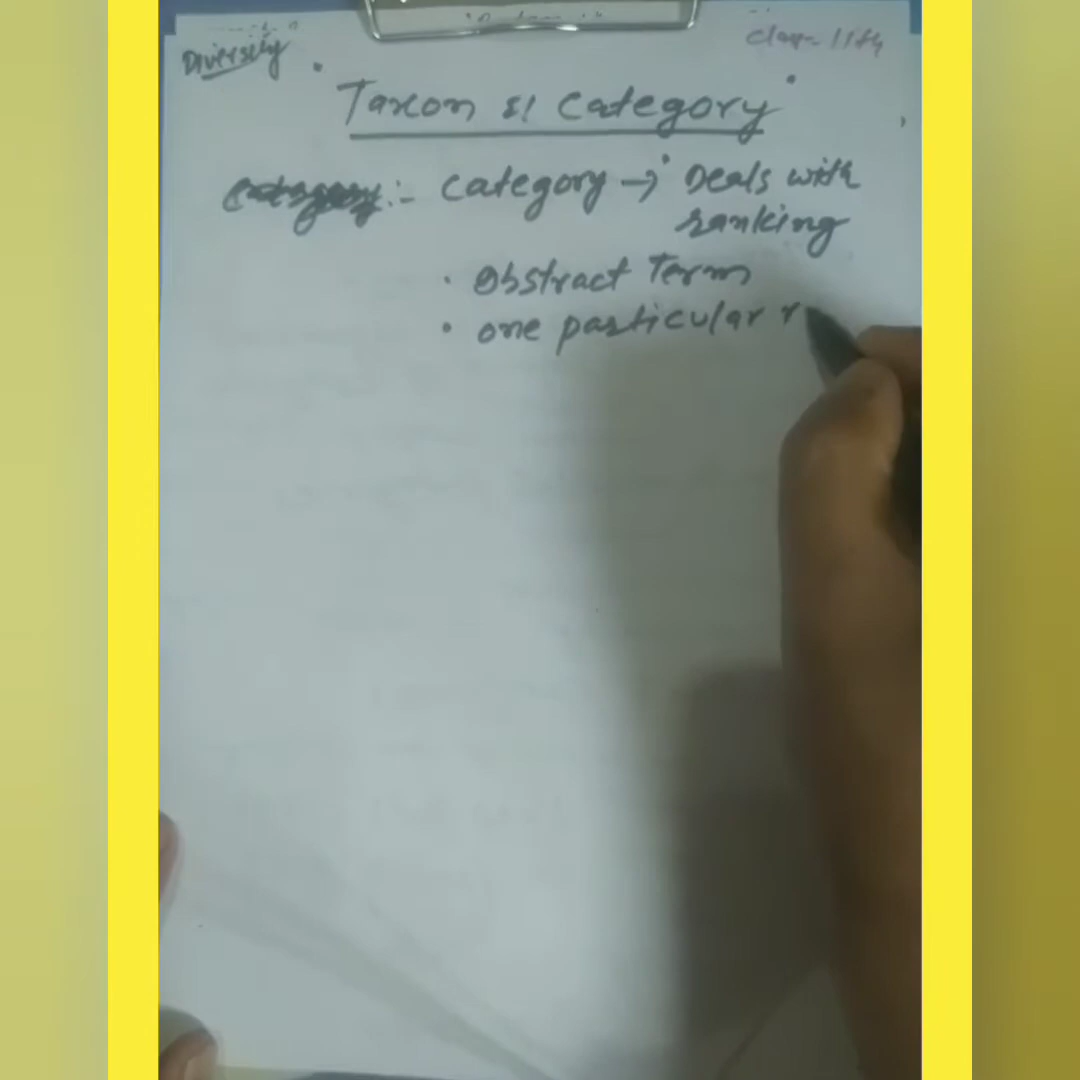 Diversity
Class 11th
Taxon & Category
Category :- Category → Deals with
ranking
• Obstract Term
• one particular r